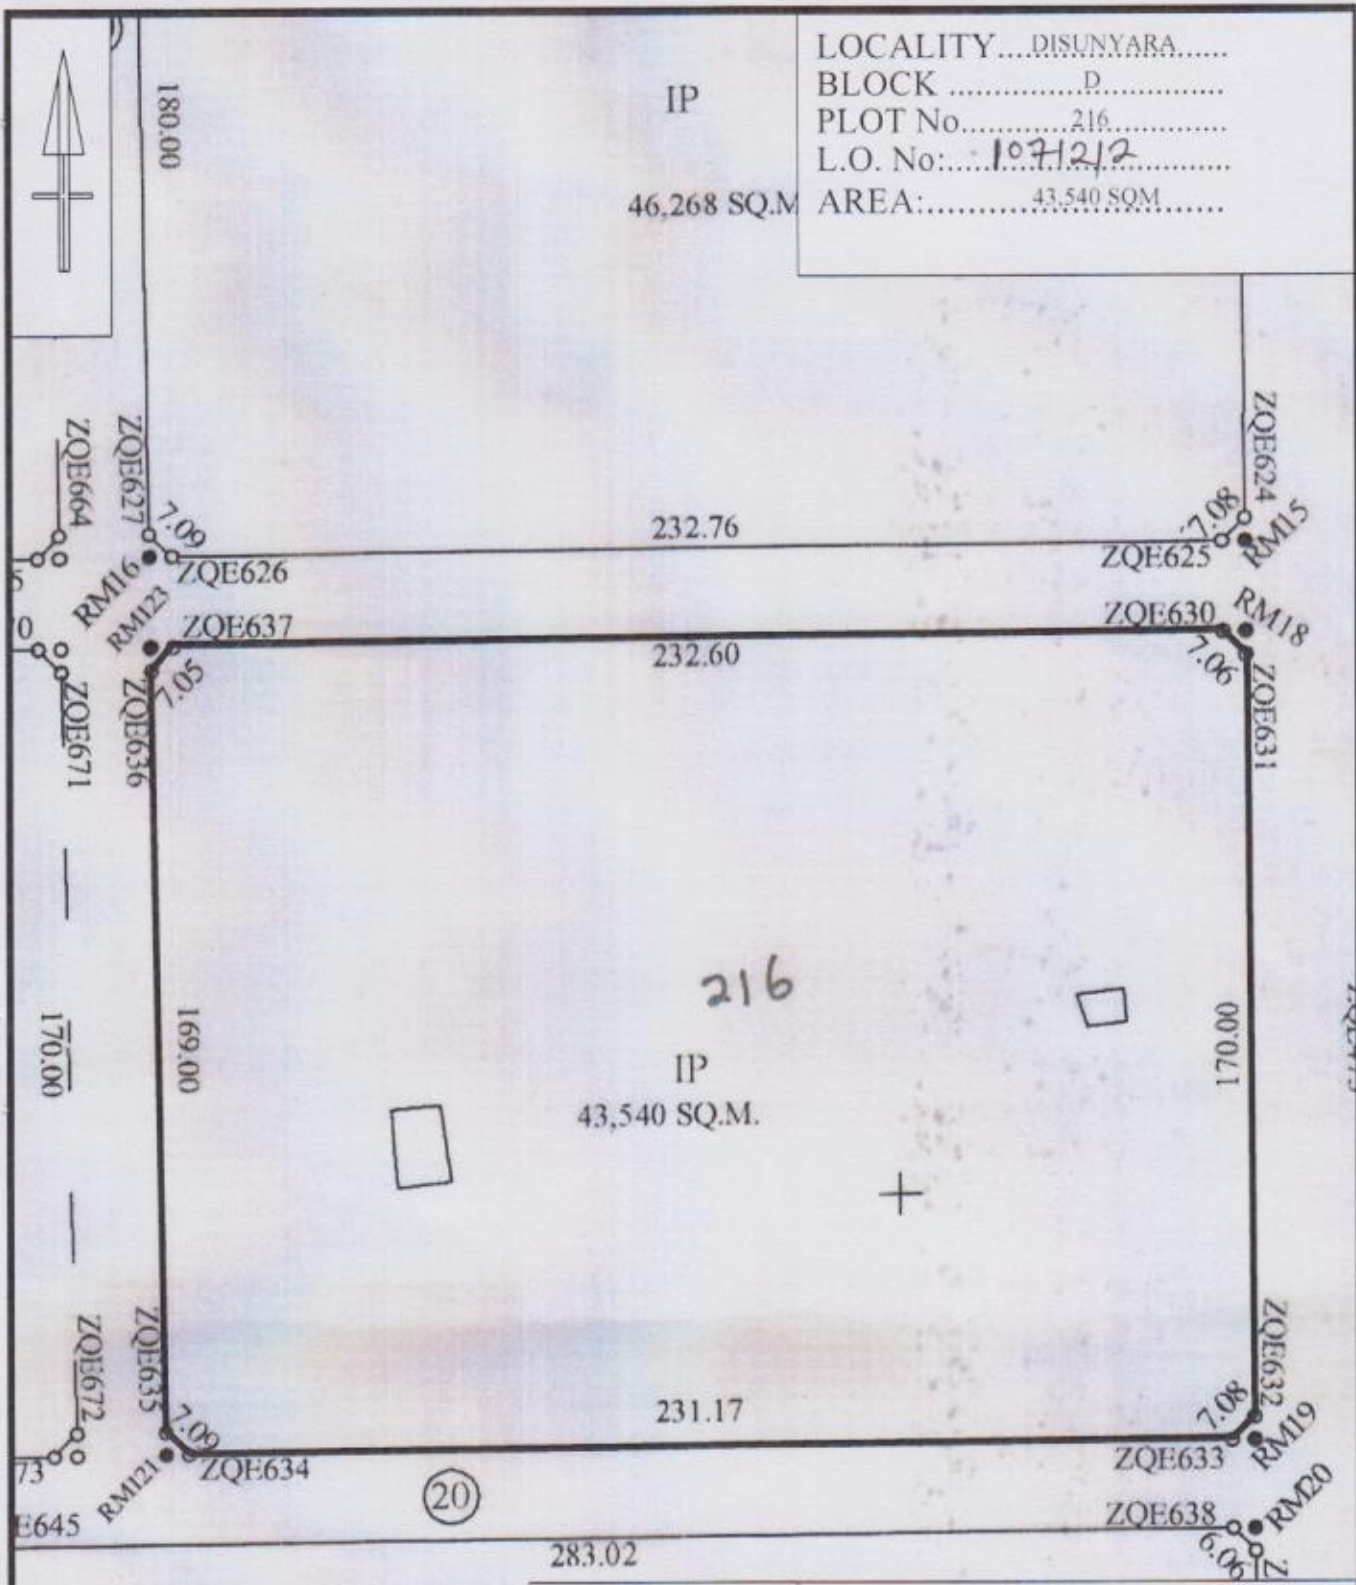 LOCALITY....DISUNYARA......
BLOCK ...............D..............
PLOT No............216............
L.O. No:....1071212..........
AREA:............43.540 SQM........
180.00
IP
46,268 SQ.M
ZQE664
ZQE627
7.09
RM16
ZQE626
232.76
ZQE625
7.08
ZQE624
RM15
5
0
RM123
ZQE637
232.60
ZQE630
RM18
7.05
7.06
ZQE671
ZQE636
ZQE631
216
IP
43,540 SQ.M.
170.00
169.00
170.00
ZQE672
ZQE635
7.09
231.17
7.08
ZQE632
RM19
73
RM121
ZQE634
ZQE633
20
E645
283.02
ZQE638
RM20
6.06
Z